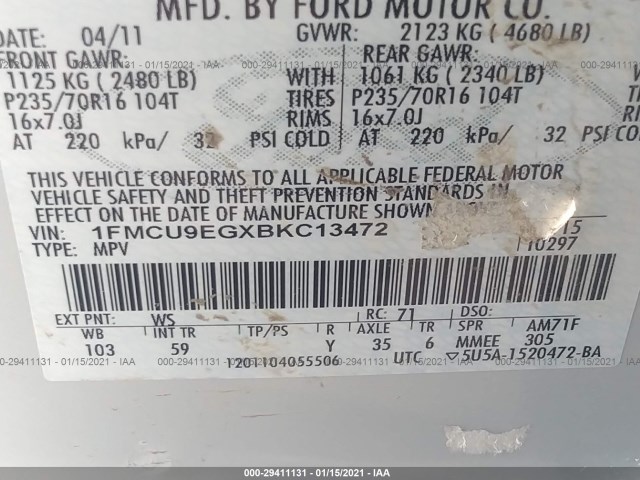 MFD. BY FORD MOTOR CO.
DATE: 04/11 GVWR: 2123 KG ( 4680 LB)
FRONT GAWR: REAR GAWR:
1125 KG ( 2480 LB) WITH 1061 KG ( 2340 LB)
P235/70R16 104T TIRES P235/70R16 104T
16x7.0J RIMS 16x7.0J
AT 220 kPa/ 32 PSI COLD AT 220 kPa/ 32 PSI COLD
THIS VEHICLE CONFORMS TO ALL APPLICABLE FEDERAL MOTOR
VEHICLE SAFETY AND THEFT PREVENTION STANDARDS IN
EFFECT ON THE DATE OF MANUFACTURE SHOWN
VIN: 1FMCU9EGXBKC13472
TYPE: MPV 10297
EXT PNT: WS RC: 71 DSO:
WB INT TR TP/PS R AXLE TR SPR AM71F
103 59 Y 35 6 MMEE 305
1201104055506 UTC ▽5U5A-1520472-BA
000-29411131 - 01/15/2021 - IAA